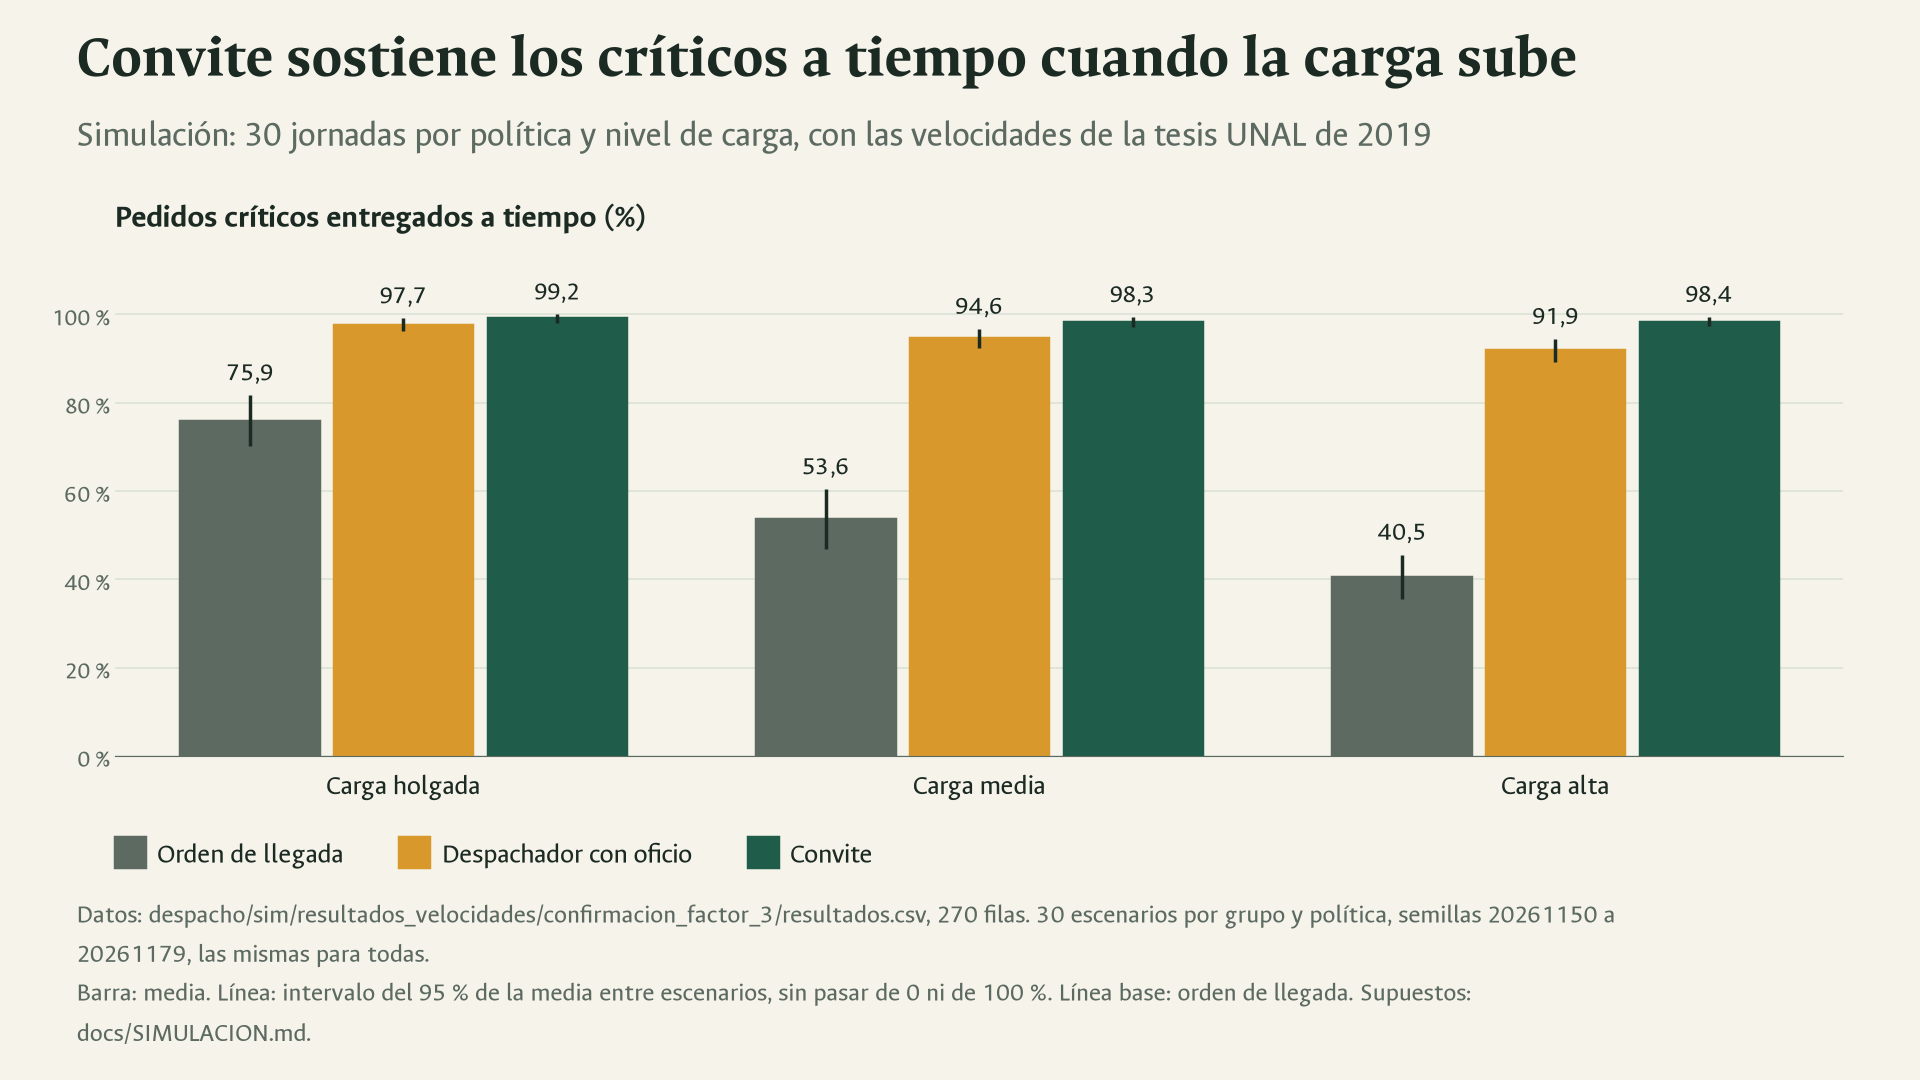 Convite sostiene los críticos a tiempo cuando la carga sube
Simulación: 30 jornadas por política y nivel de carga, con las velocidades de la tesis UNAL de 2019
Pedidos críticos entregados a tiempo (%)
100 %
80 %
60 %
40 %
20 %
0 %
75,9
97,7
99,2
53,6
94,6
98,3
40,5
91,9
98,4
Carga holgada
Carga media
Carga alta
Orden de llegada
Despachador con oficio
Convite
Datos: despacho/sim/resultados_velocidades/confirmacion_factor_3/resultados.csv, 270 filas. 30 escenarios por grupo y política, semillas 20261150 a
20261179, las mismas para todas.
Barra: media. Línea: intervalo del 95 % de la media entre escenarios, sin pasar de 0 ni de 100 %. Línea base: orden de llegada. Supuestos:
docs/SIMULACION.md.